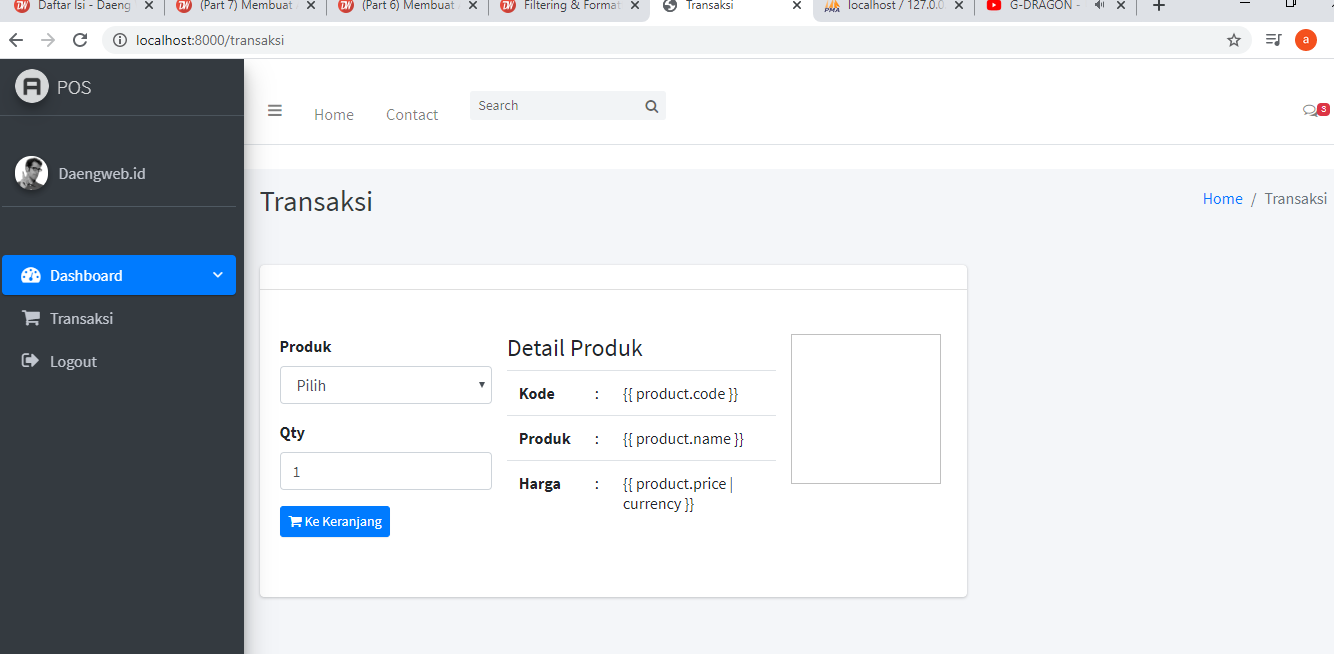 Daftar Isi - Daeng
(Part 7) Membuat
(Part 6) Membuat
Filtering & Format
Transaksi
localhost / 127.0.0
G-DRAGON -
localhost:8000/transaksi
a
POS
Home
Contact
Search
3
Daengweb.id
Transaksi
Home / Transaksi
Dashboard
Transaksi
Logout
Produk
Pilih
Qty
1
Ke Keranjang
Detail Produk
Kode : {{ product.code }}
Produk : {{ product.name }}
Harga : {{ product.price |
currency }}